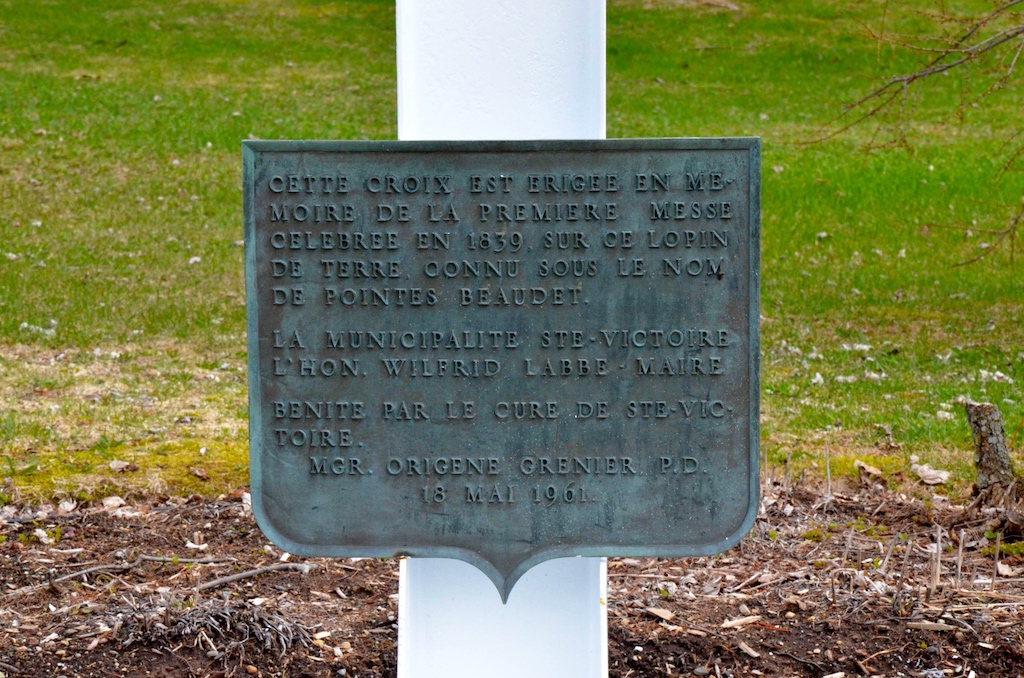 CETTE CROIX EST ERIGEE EN ME-
MOIRE DE LA PREMIERE MESSE
CELEBREE EN 1839, SUR CE LOPIN
DE TERRE, CONNU SOUS LE NOM
DE POINTES BEAUDET.
LA MUNICIPALITE STE-VICTOIRE
L'HON. WILFRID LABBE - MAIRE
BENITE PAR LE CURE DE STE-VIC-
TOIRE.
MGR. ORIGENE GRENIER, P.D.
18 MAI 1961.